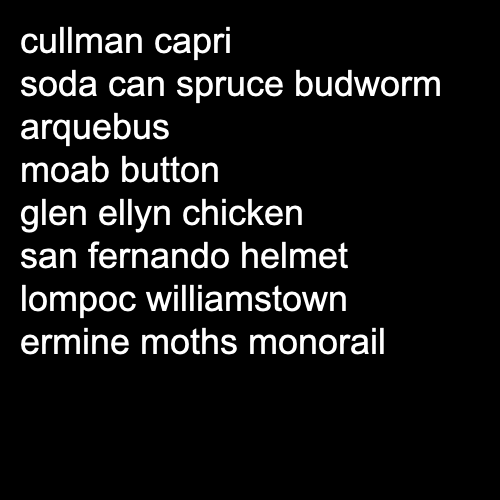 cullman capri
soda can spruce budworm
arquebus
moab button
glen ellyn chicken
san fernando helmet
lompoc williamstown
ermine moths monorail